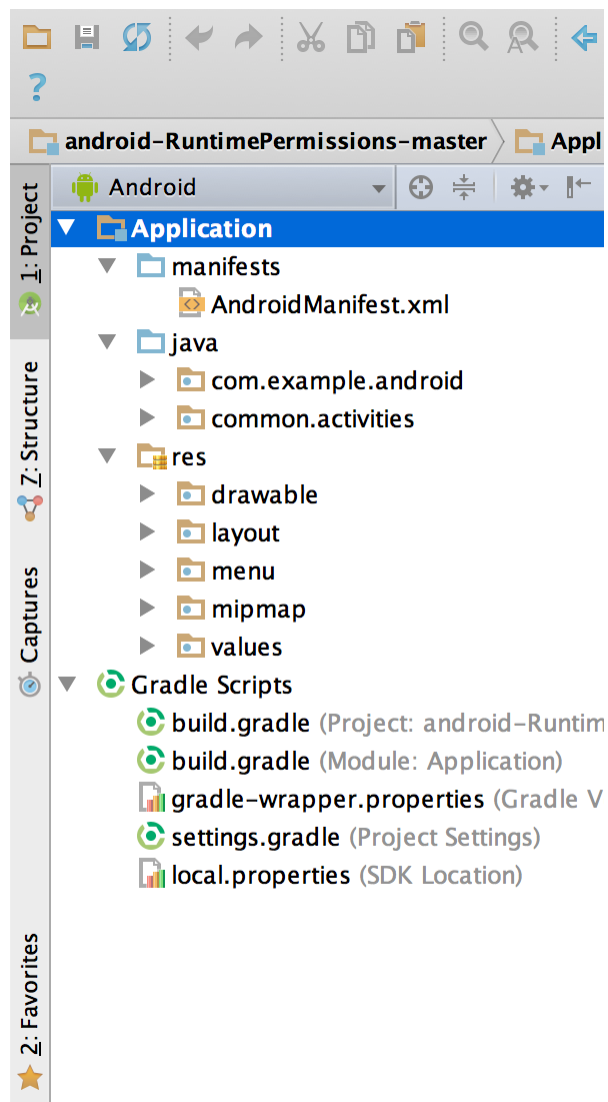 ?
android-RuntimePermissions-master
Appl
Android
1: Project
Application
manifests
AndroidManifest.xml
java
com.example.android
common.activities
7: Structure
res
drawable
layout
menu
mipmap
values
Captures
Gradle Scripts
build.gradle (Project: android-Runtim
build.gradle (Module: Application)
gradle-wrapper.properties (Gradle V
settings.gradle (Project Settings)
local.properties (SDK Location)
2: Favorites